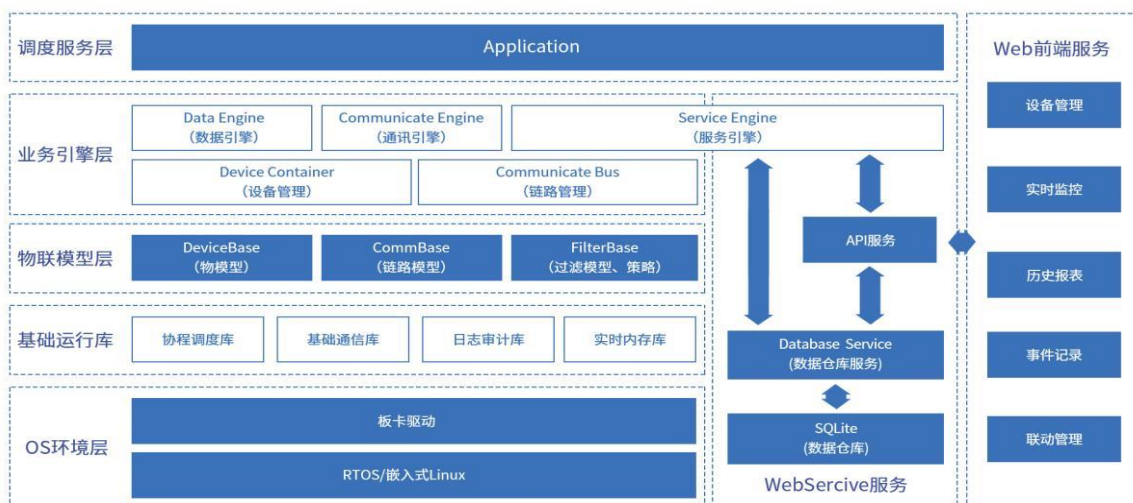 调度服务层
Application
业务引擎层
Data Engine
（数据引擎）
Communicate Engine
（通讯引擎）
Service Engine
（服务引擎）
Device Container
（设备管理）
Communicate Bus
（链路管理）
物联模型层
DeviceBase
（物模型）
CommBase
（链路模型）
FilterBase
（过滤模型、策略）
基础运行库
协程调度库
基础通信库
日志审计库
实时内存库
OS环境层
板卡驱动
RTOS/嵌入式Linux
API服务
Database Service
(数据仓库服务)
SQLite
(数据仓库)
WebSercive服务
Web前端服务
设备管理
实时监控
历史报表
事件记录
联动管理